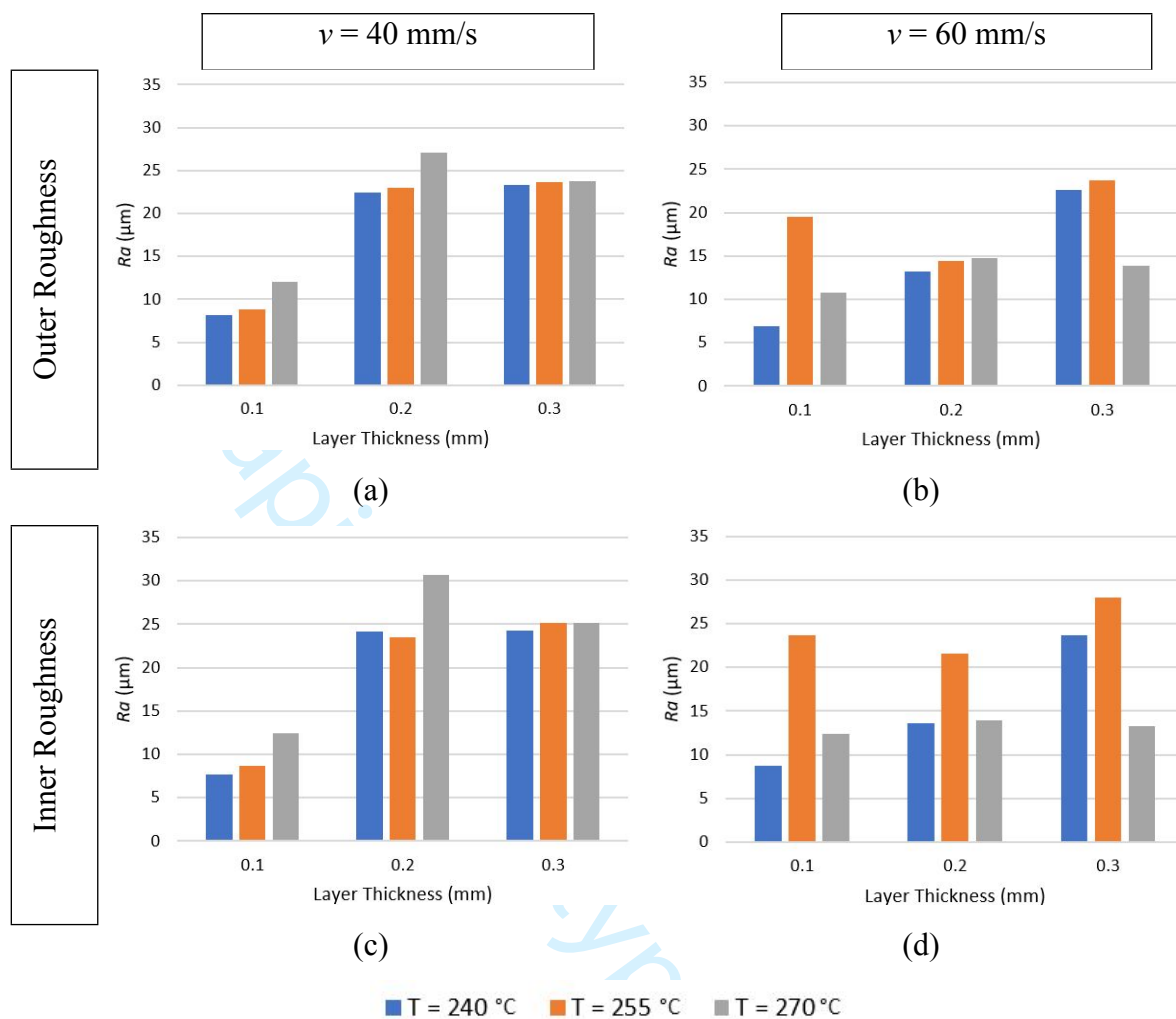 v = 40 mm/s
v = 60 mm/s
Outer Roughness
35
30
25
20
15
10
5
0
Ra (µm)
0.1 0.2 0.3
Layer Thickness (mm)
(a)
35
30
25
20
15
10
5
0
Ra (µm)
0.1 0.2 0.3
Layer Thickness (mm)
(b)
Inner Roughness
35
30
25
20
15
10
5
0
Ra (µm)
0.1 0.2 0.3
Layer Thickness (mm)
(c)
35
30
25
20
15
10
5
0
Ra (µm)
0.1 0.2 0.3
Layer Thickness (mm)
(d)
T = 240 °C T = 255 °C T = 270 °C